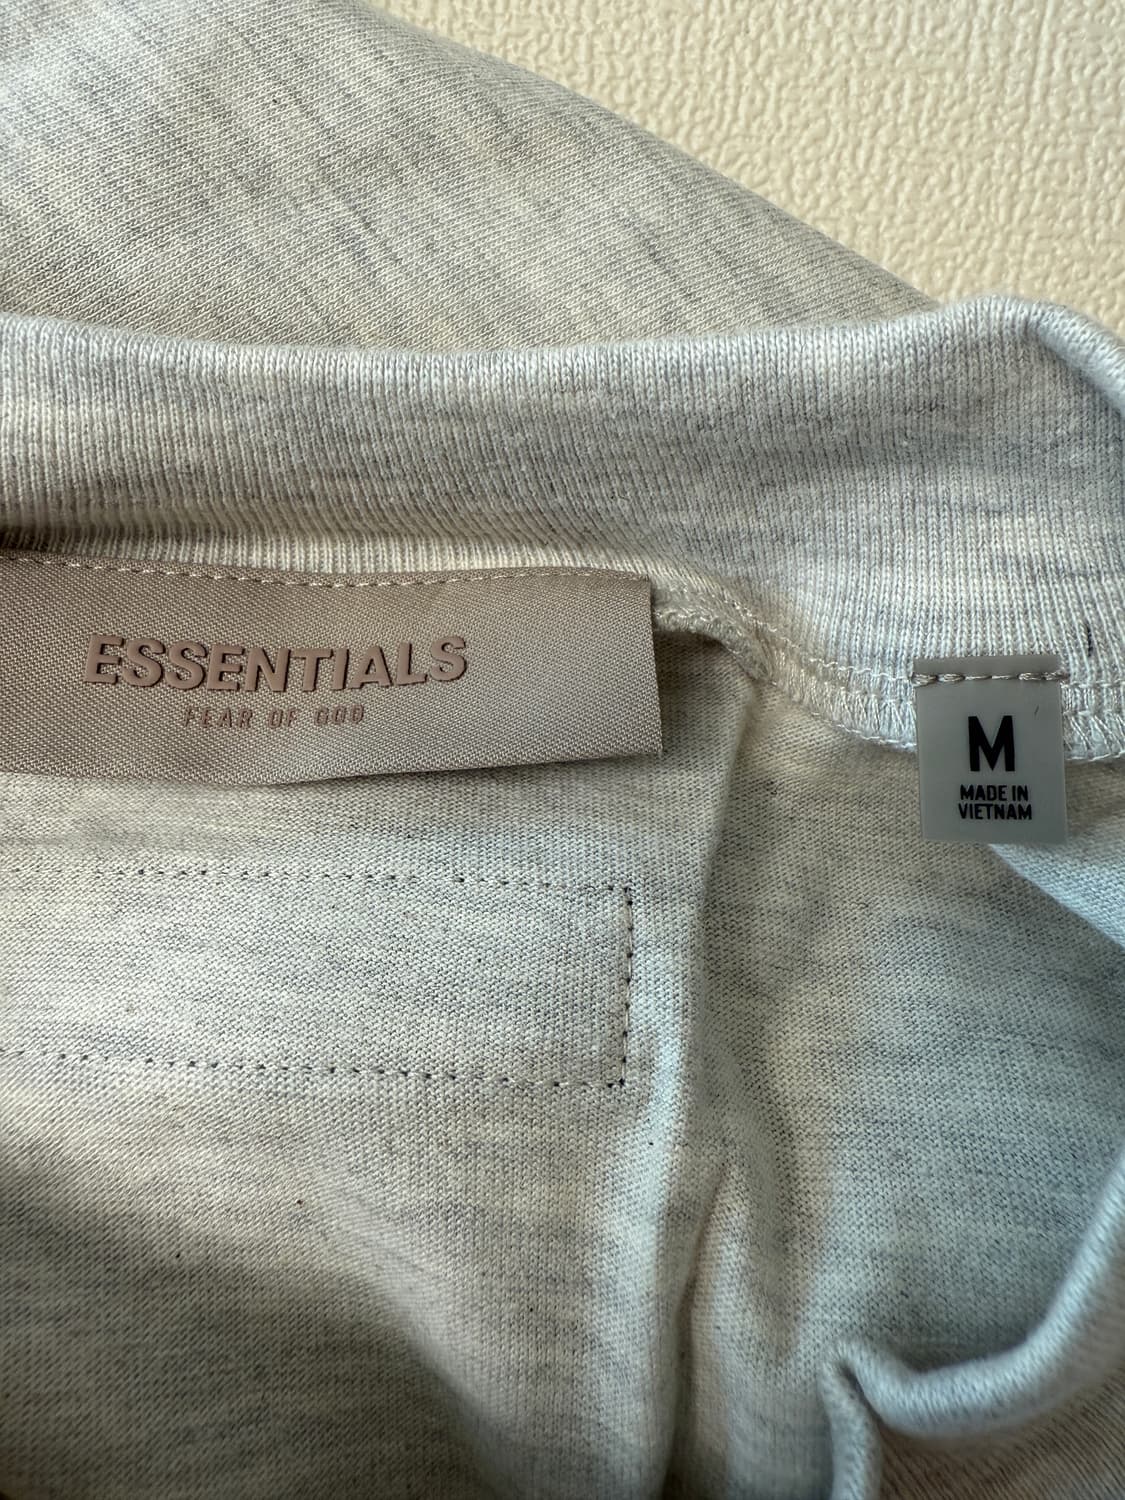 ESSENTIALS
FEAR OF GOD
M
MADE IN
VIETNAM